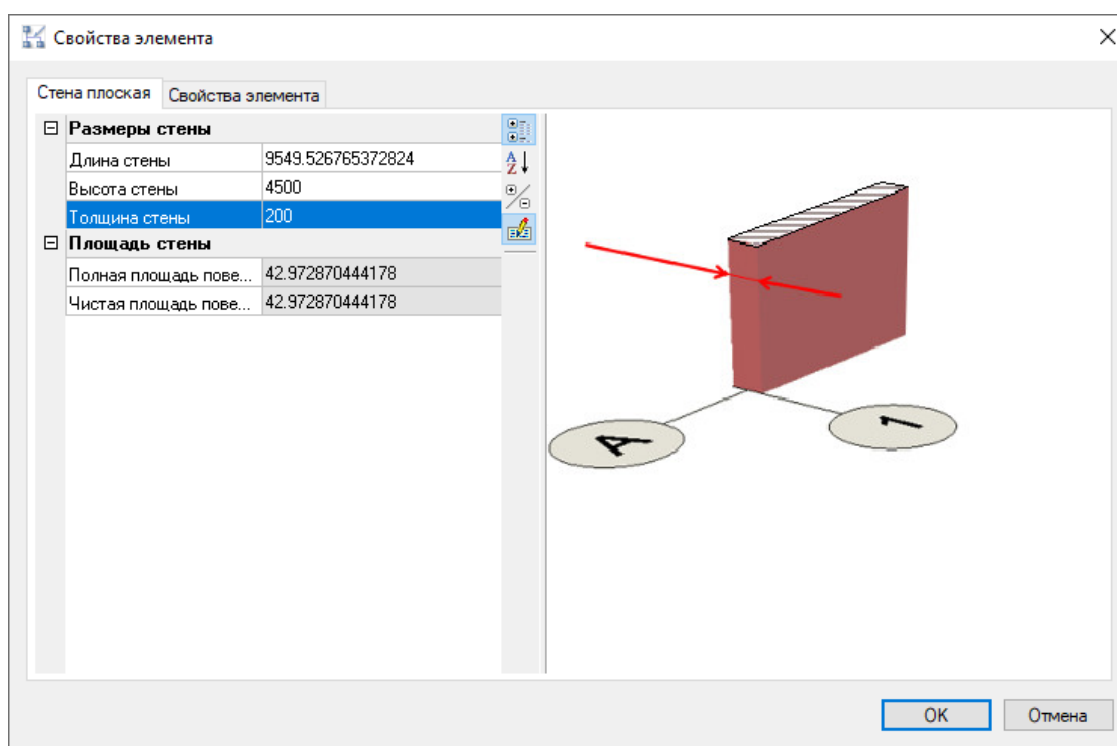 Свойства элемента
Стена плоская Свойства элемента
Размеры стены
Длина стены 9549.526765372824
Высота стены 4500
Толщина стены 200
Площадь стены
Полная площадь пове... 42.972870444178
Чистая площадь пове... 42.972870444178
A
Z
A 1
OK Отмена